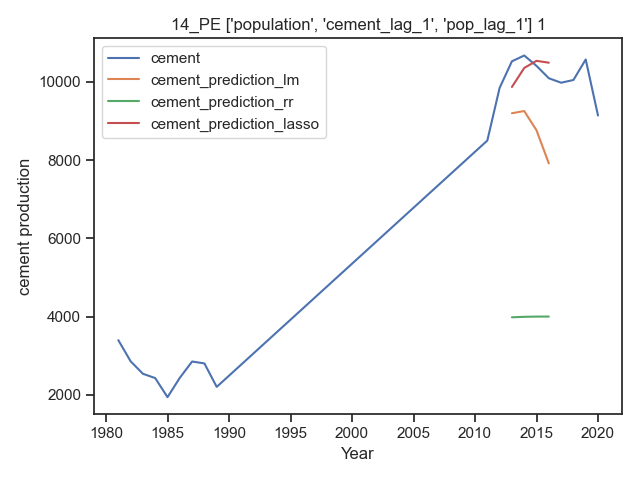 14_PE ['population', 'cement_lag_1', 'pop_lag_1'] 1
cement
cement_prediction_lm
cement_prediction_rr
cement_prediction_lasso
cement production
10000
8000
6000
4000
2000
1980 1985 1990 1995 2000 2005 2010 2015 2020
Year